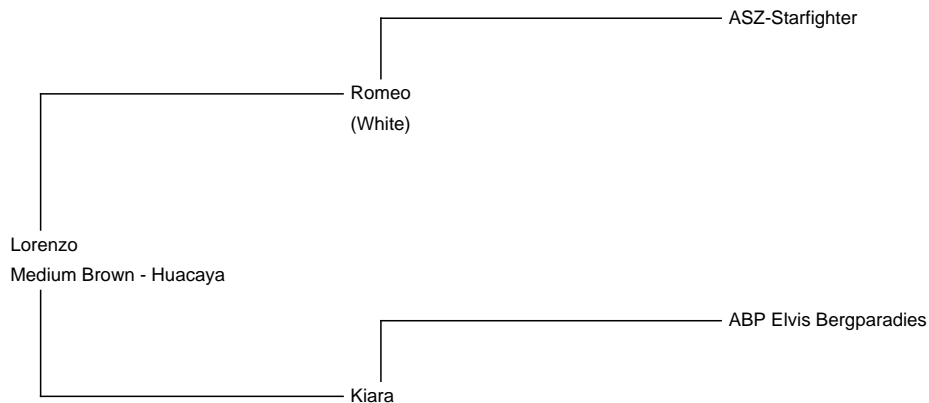 ASZ-Starfighter
Romeo
(White)
Lorenzo
Medium Brown - Huacaya
ABP Elvis Bergparadies
Kiara